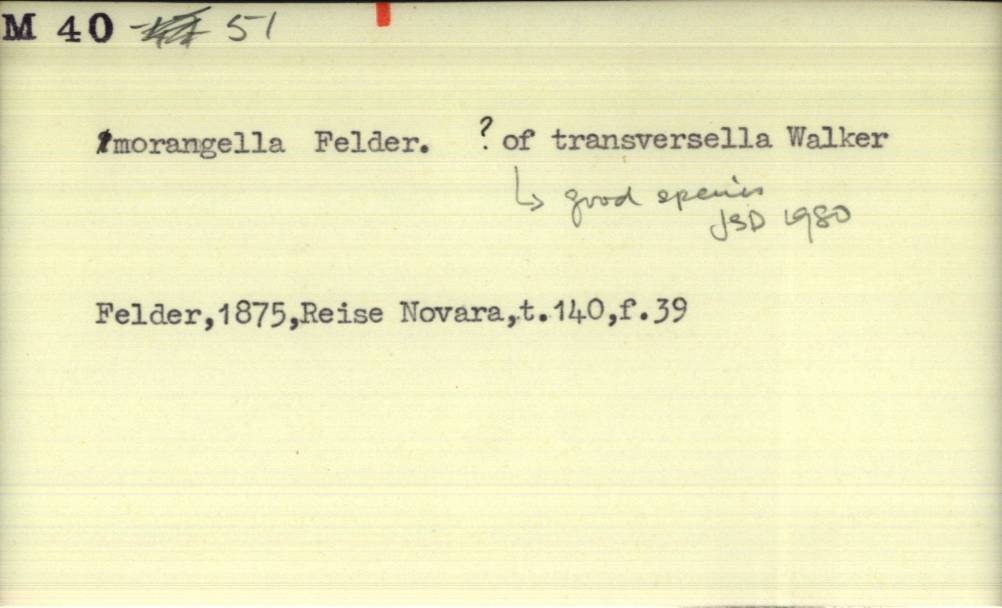 M 40 51
morangella Felder. ? of transversella Walker
↳ good species
JSD 1980
Felder,1875,Reise Novara,t.140,f.39